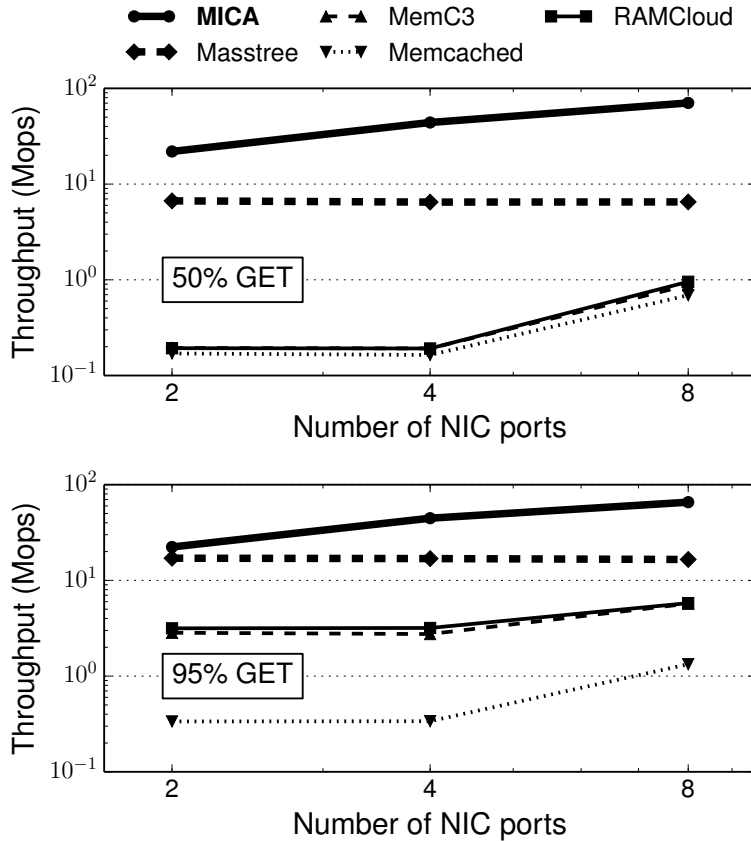 MICA MemC3 RAMCloud
Masstree Memcached
10^2
10^1
10^0
10^-1
Throughput (Mops)
50% GET
2 4 8
Number of NIC ports
10^2
10^1
10^0
10^-1
Throughput (Mops)
95% GET
2 4 8
Number of NIC ports